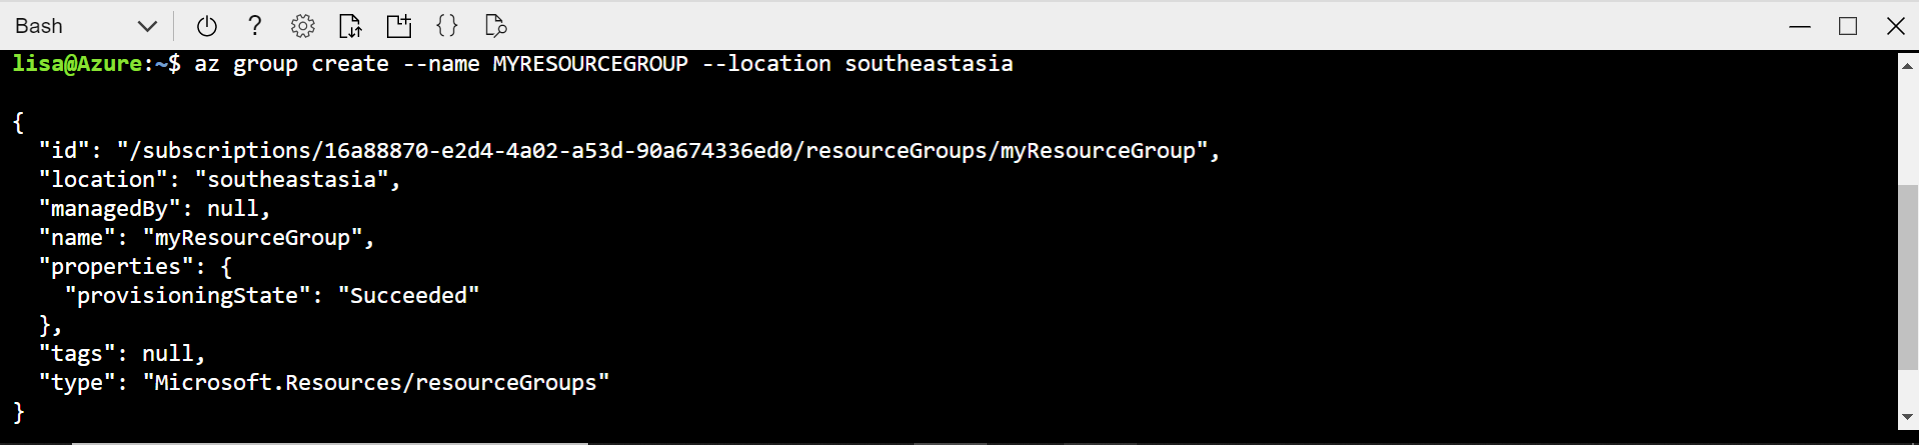 Bash
lisa@Azure:~$ az group create --name MYRESOURCEGROUP --location southeastasia
{
  "id": "/subscriptions/16a88870-e2d4-4a02-a53d-90a674336ed0/resourceGroups/myResourceGroup",
  "location": "southeastasia",
  "managedBy": null,
  "name": "myResourceGroup",
  "properties": {
    "provisioningState": "Succeeded"
  },
  "tags": null,
  "type": "Microsoft.Resources/resourceGroups"
}